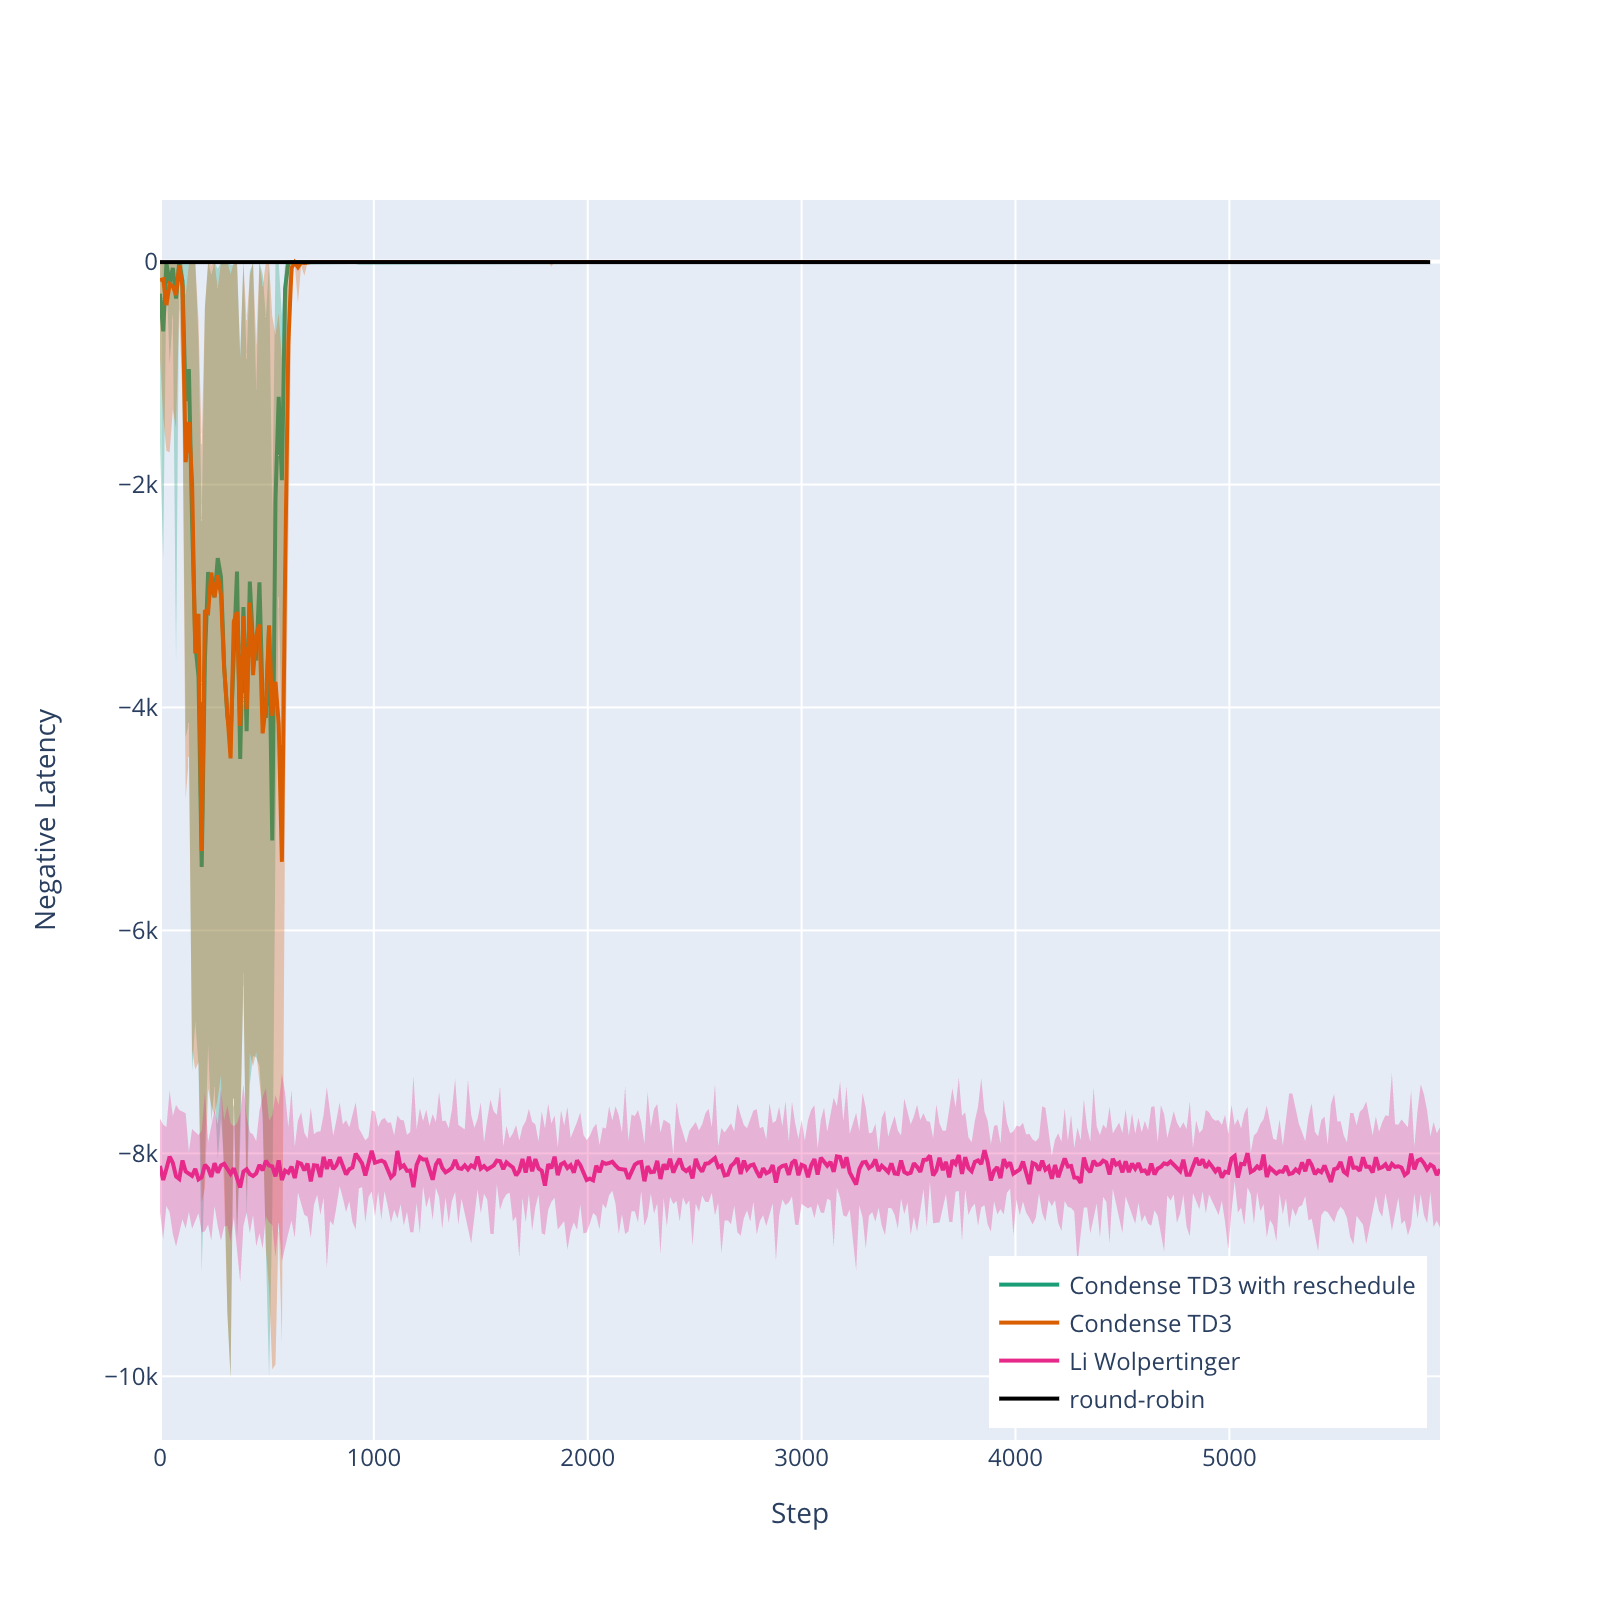 0
−2k
−4k
−6k
−8k
−10k
Negative Latency
0 1000 2000 3000 4000 5000
Step
Condense TD3 with reschedule
Condense TD3
Li Wolpertinger
round-robin